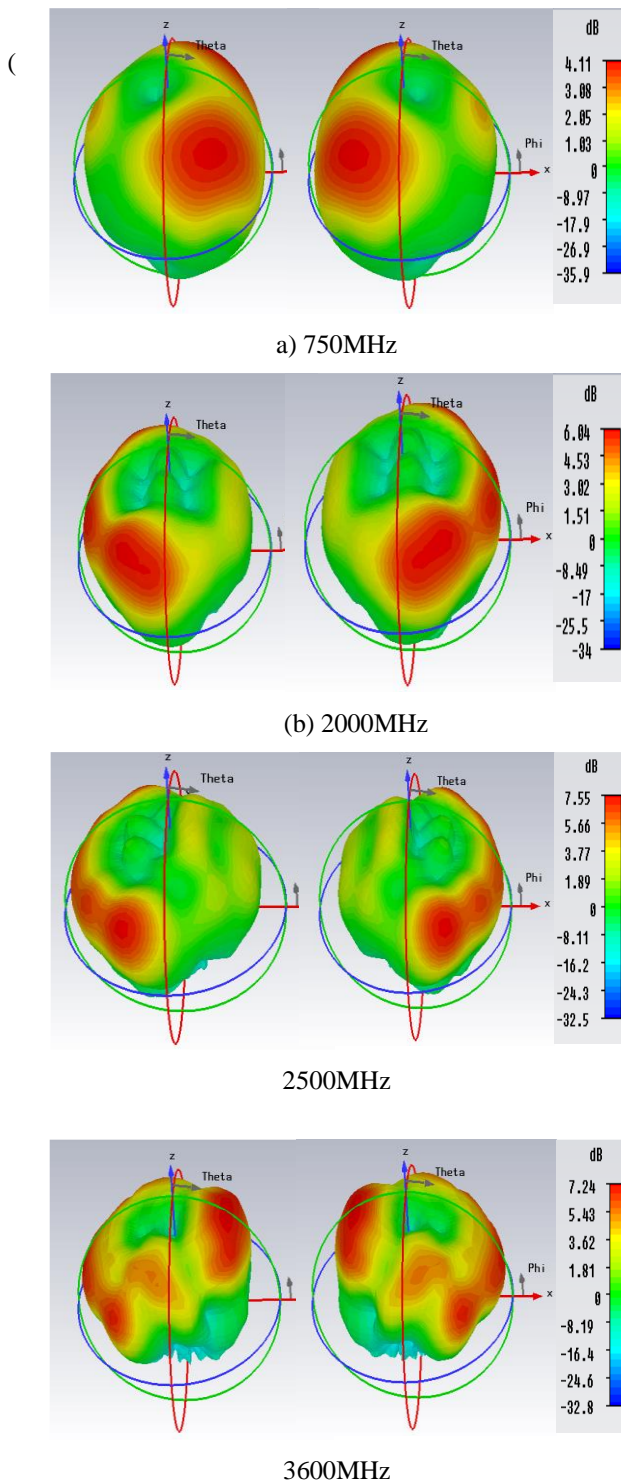 (
z
Theta
z
Theta
Phi
x
dB
4.11
3.08
2.05
1.03
0
-8.97
-17.9
-26.9
-35.9
a) 750MHz
z
Theta
z
Theta
Phi
x
dB
6.04
4.53
3.02
1.51
0
-8.49
-17
-25.5
-34
(b) 2000MHz
z
Theta
z
Theta
Phi
x
dB
7.55
5.66
3.77
1.89
0
-8.11
-16.2
-24.3
-32.5
2500MHz
z
Theta
z
Theta
Phi
x
dB
7.24
5.43
3.62
1.81
0
-8.19
-16.4
-24.6
-32.8
3600MHz